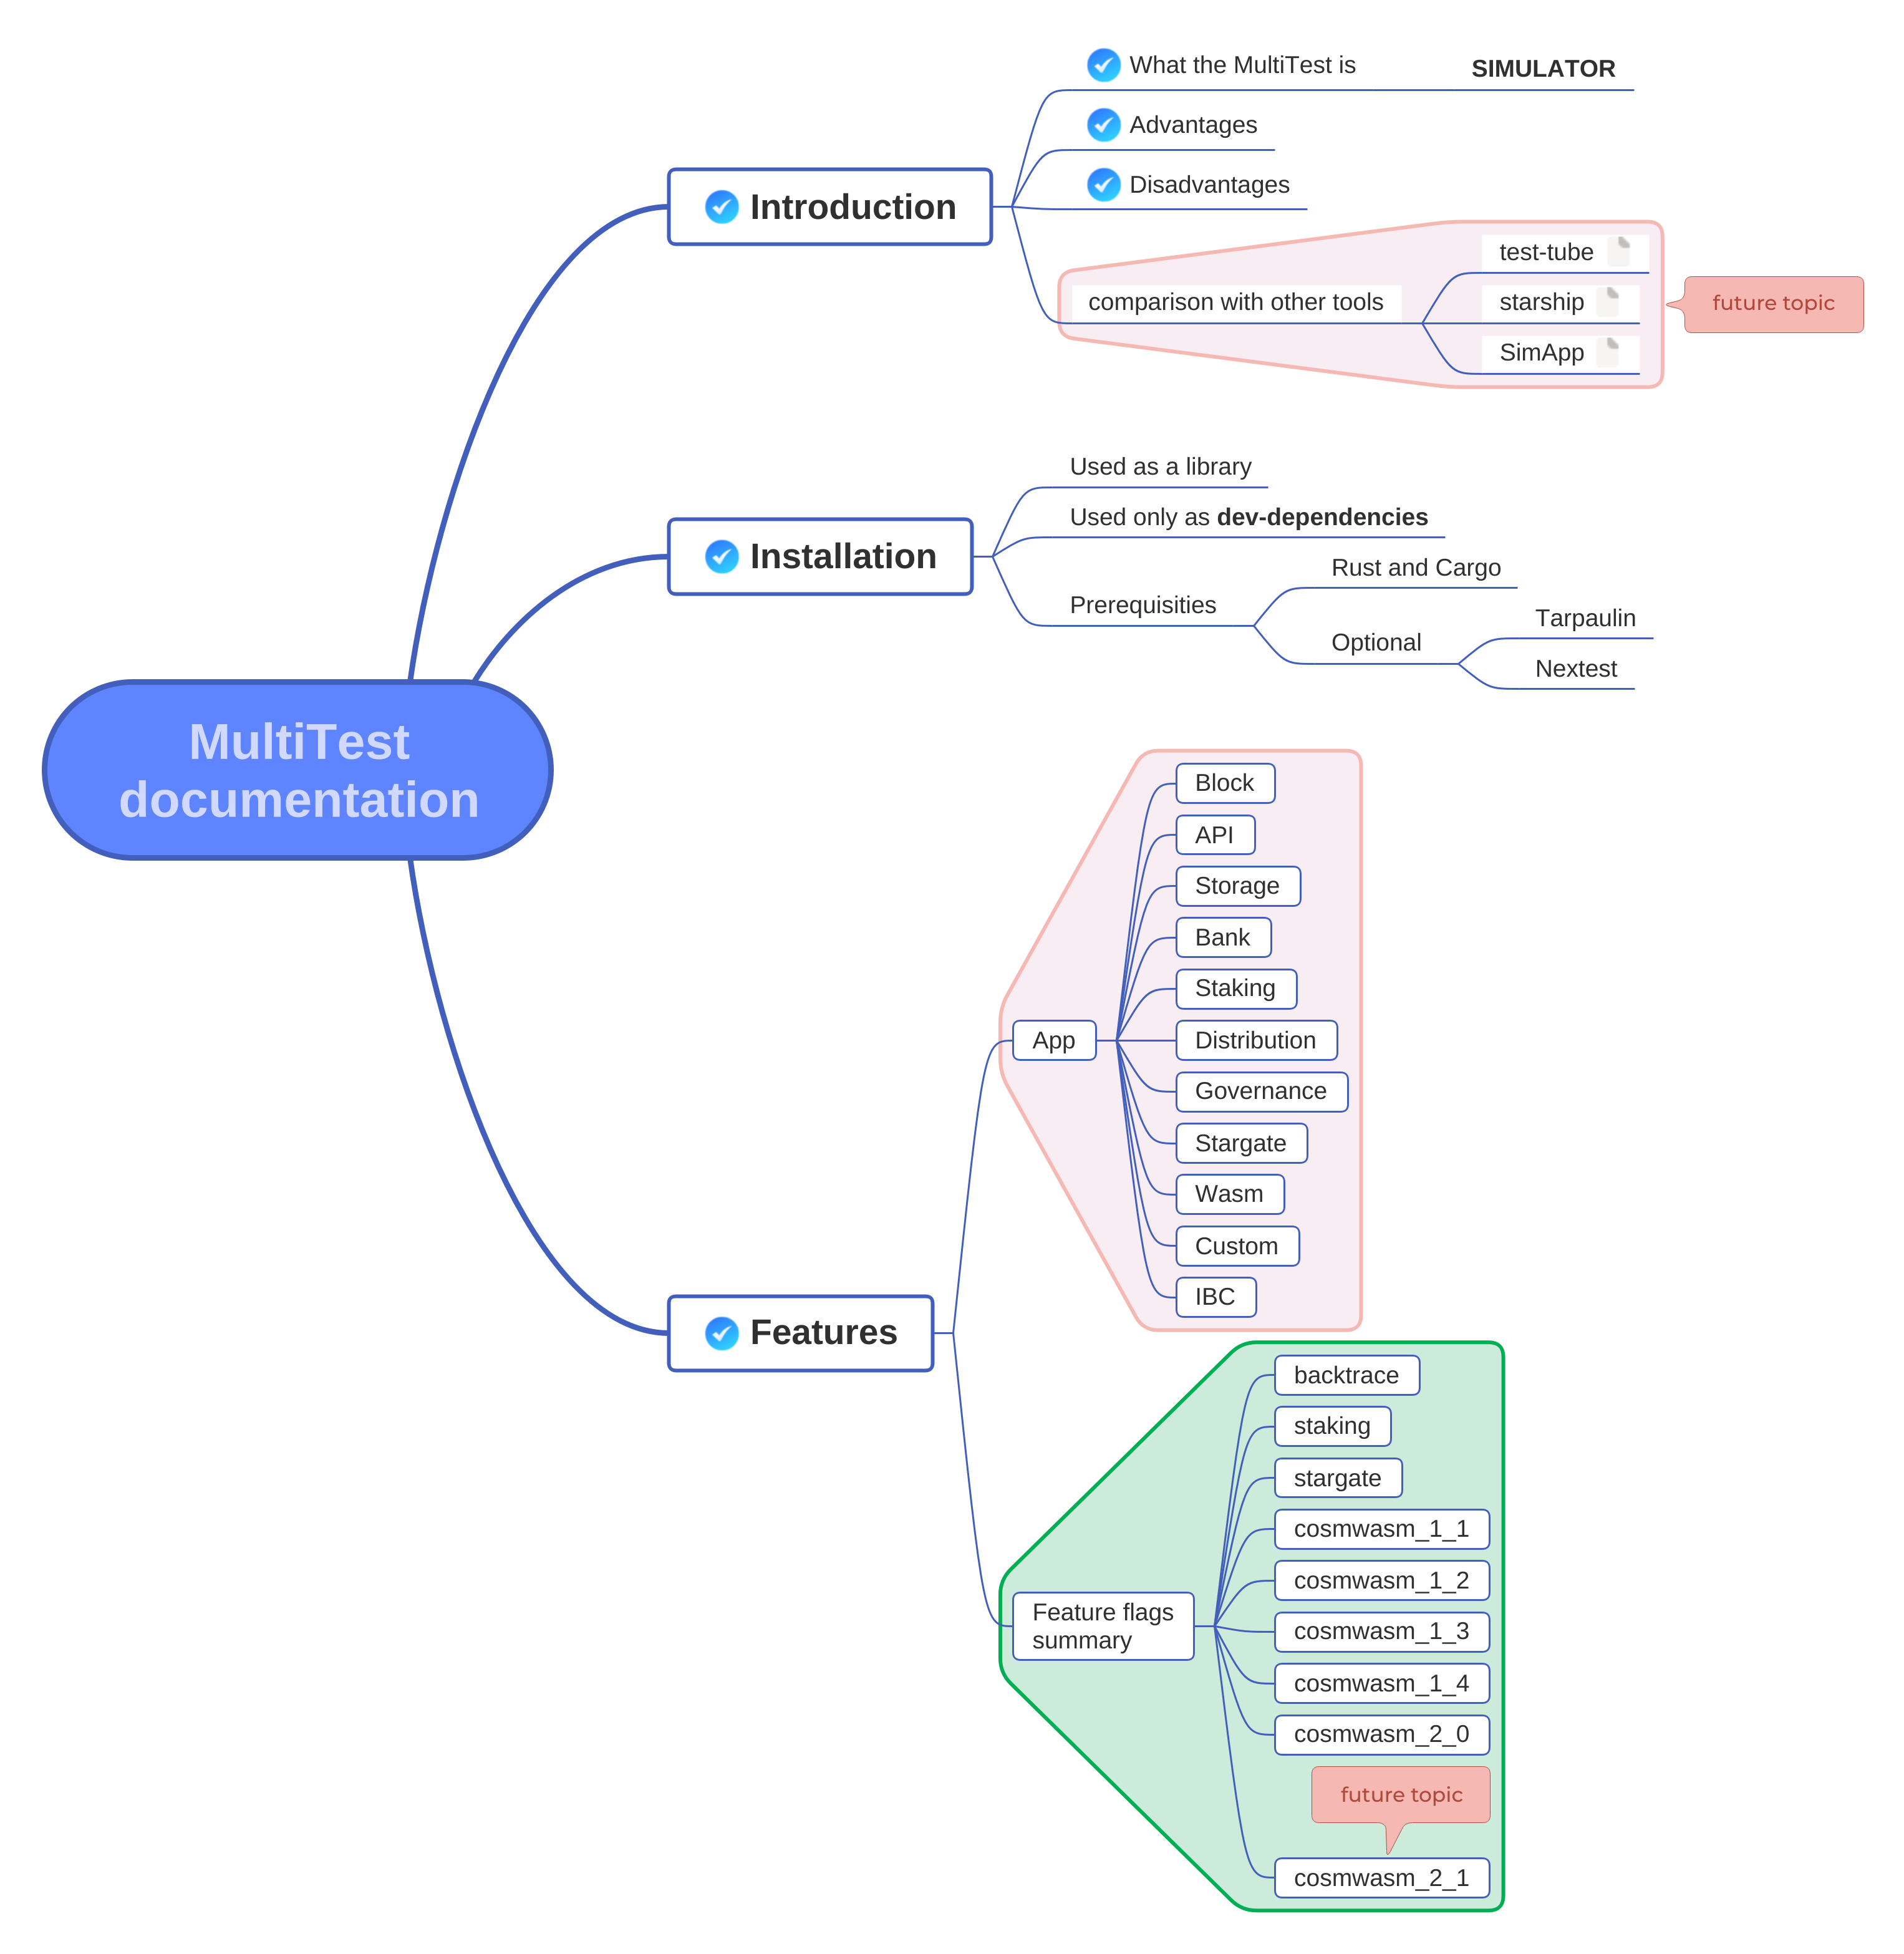 What the MultiTest is
SIMULATOR
Advantages
Disadvantages
Introduction
test-tube
comparison with other tools
starship
future topic
SimApp
Used as a library
Used only as dev-dependencies
Installation
Rust and Cargo
Prerequisities
Tarpaulin
Optional
Nextest
MultiTest
documentation
Block
API
Storage
Bank
Staking
App
Distribution
Governance
Stargate
Wasm
Custom
IBC
Features
backtrace
staking
stargate
cosmwasm_1_1
cosmwasm_1_2
Feature flags
summary
cosmwasm_1_3
cosmwasm_1_4
cosmwasm_2_0
future topic
cosmwasm_2_1